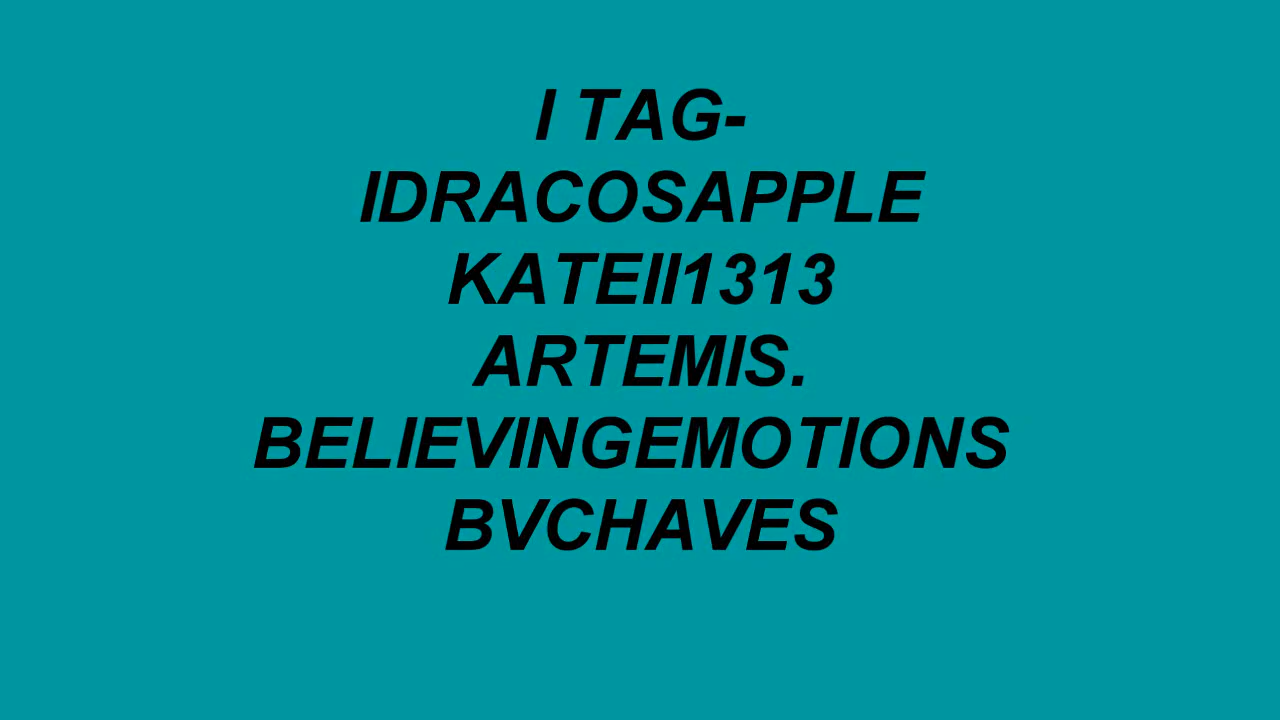 I TAG-
IDRACOSAPPLE
KATEII1313
ARTEMIS.
BELIEVINGEMOTIONS
BVCHAVES